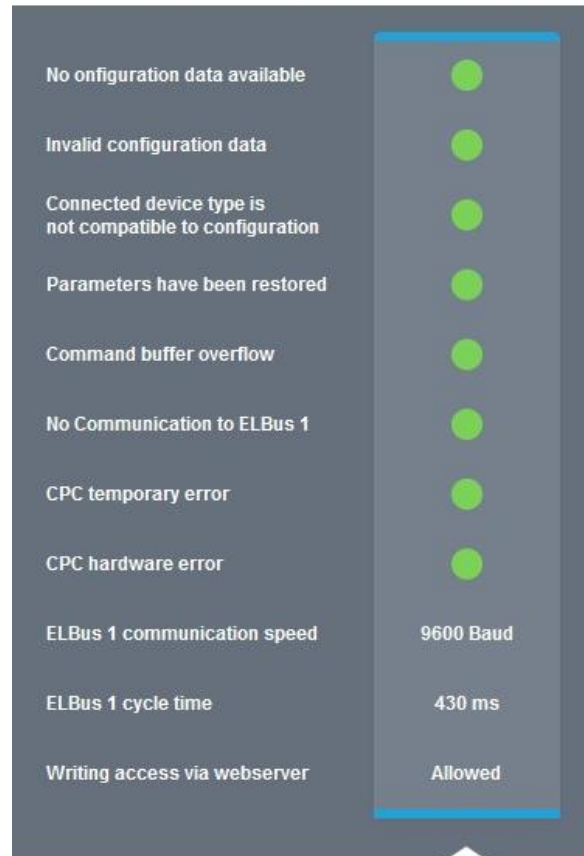 No onfiguration data available
Invalid configuration data
Connected device type is
not compatible to configuration
Parameters have been restored
Command buffer overflow
No Communication to ELBus 1
CPC temporary error
CPC hardware error
ELBus 1 communication speed 9600 Baud
ELBus 1 cycle time 430 ms
Writing access via webserver Allowed